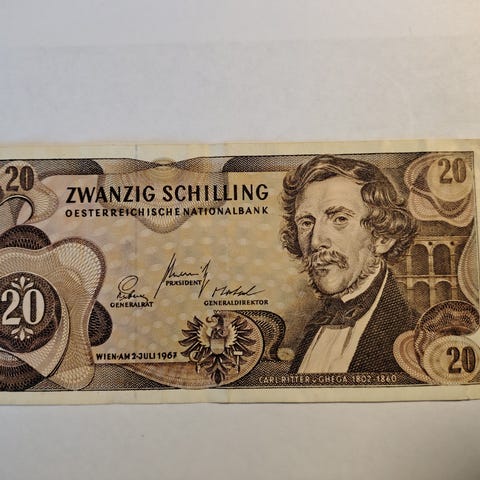 20
20
ZWANZIG SCHILLING
OESTERREICHISCHE NATIONALBANK
PRÄSIDENT
GENERALRAT
GENERALDIREKTOR
20
WIEN·AM 2·JULI 1967
20
CARL RITTER v GHEGA 1802-1860